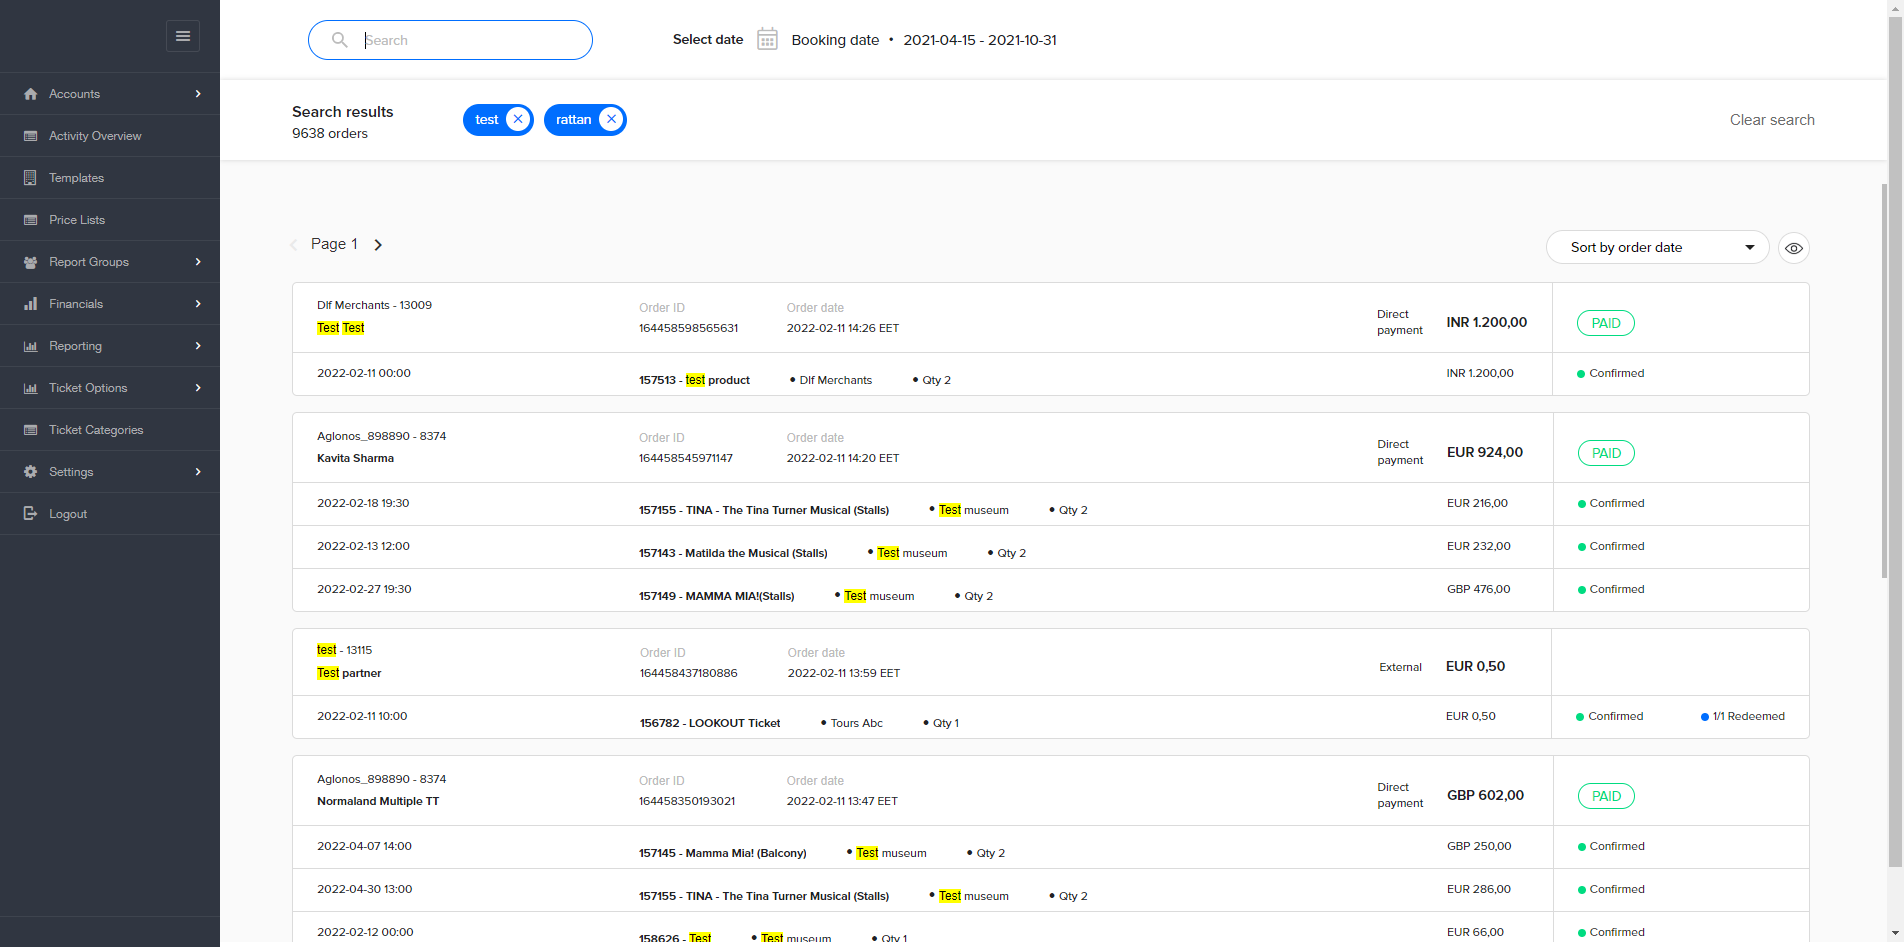 Search
Select date Booking date • 2021-04-15 - 2021-10-31
Accounts
Activity Overview
Templates
Price Lists
Report Groups
Financials
Reporting
Ticket Options
Ticket Categories
Settings
Logout
Search results
9638 orders
test rattan
Clear search
Page 1
Sort by order date
Dlf Merchants - 13009 Order ID Order date
Test Test 164458598565631 2022-02-11 14:26 EET Direct payment INR 1.200,00 PAID
2022-02-11 00:00 157513 - test product • Dlf Merchants • Qty 2 INR 1.200,00 Confirmed
Aglonos_898890 - 8374 Order ID Order date
Kavita Sharma 164458545971147 2022-02-11 14:20 EET Direct payment EUR 924,00 PAID
2022-02-18 19:30 157155 - TINA - The Tina Turner Musical (Stalls) • Test museum • Qty 2 EUR 216,00 Confirmed
2022-02-13 12:00 157143 - Matilda the Musical (Stalls) • Test museum • Qty 2 EUR 232,00 Confirmed
2022-02-27 19:30 157149 - MAMMA MIA!(Stalls) • Test museum • Qty 2 GBP 476,00 Confirmed
test - 13115 Order ID Order date
Test partner 164458437180886 2022-02-11 13:59 EET External EUR 0,50
2022-02-11 10:00 156782 - LOOKOUT Ticket • Tours Abc • Qty 1 EUR 0,50 Confirmed 1/1 Redeemed
Aglonos_898890 - 8374 Order ID Order date
Normaland Multiple TT 164458350193021 2022-02-11 13:47 EET Direct payment GBP 602,00 PAID
2022-04-07 14:00 157145 - Mamma Mia! (Balcony) • Test museum • Qty 2 GBP 250,00 Confirmed
2022-04-30 13:00 157155 - TINA - The Tina Turner Musical (Stalls) • Test museum • Qty 2 EUR 286,00 Confirmed
2022-02-12 00:00 158626 - Test • Test museum • Qty 1 EUR 66,00 Confirmed